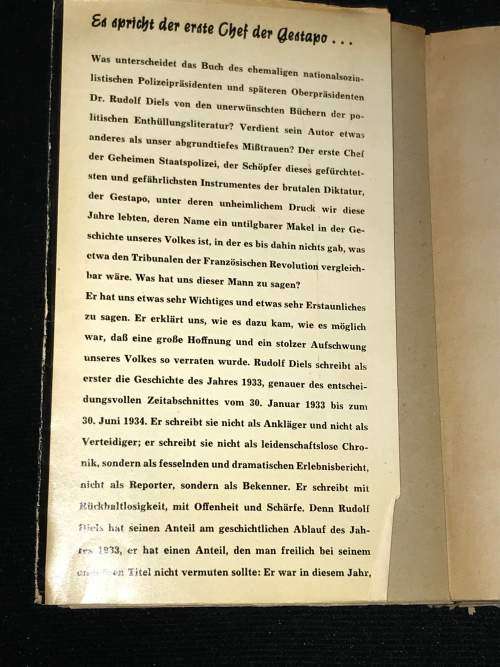 Es spricht der erste Chef der Gestapo . . .
Was unterscheidet das Buch des ehemaligen nationalsozia-
listischen Polizeipräsidenten und späteren Oberpräsidenten
Dr. Rudolf Diels von den unerwünschten Büchern der po-
litischen Enthüllungsliteratur? Verdient sein Autor etwas
anderes als unser abgrundtiefes Mißtrauen? Der erste Chef
der Geheimen Staatspolizei, der Schöpfer dieses gefürchtet-
sten und gefährlichsten Instrumentes der brutalen Diktatur,
der Gestapo, unter deren unheimlichem Druck wir diese
Jahre lebten, deren Name ein untilgbarer Makel in der Ge-
schichte unseres Volkes ist, in der es bis dahin nichts gab, was
etwa den Tribunalen der Französischen Revolution vergleich-
bar wäre. Was hat uns dieser Mann zu sagen?
Er hat uns etwas sehr Wichtiges und etwas sehr Erstaunliches
zu sagen. Er erklärt uns, wie es dazu kam, wie es möglich
war, daß eine große Hoffnung und ein stolzer Aufschwung
unseres Volkes so verraten wurde. Rudolf Diels schreibt als
erster die Geschichte des Jahres 1933, genauer des entschei-
dungsvollen Zeitabschnittes vom 30. Januar 1933 bis zum
30. Juni 1934. Er schreibt sie nicht als Ankläger und nicht als
Verteidiger; er schreibt sie nicht als leidenschaftslose Chro-
nik, sondern als fesselnden und dramatischen Erlebnisbericht,
nicht als Reporter, sondern als Bekenner. Er schreibt mit
Rückhaltlosigkeit, mit Offenheit und Schärfe. Denn Rudolf
Diels hat seinen Anteil am geschichtlichen Ablauf des Jah-
res 1933, er hat einen Anteil, den man freilich bei seinem
Titel nicht vermuten sollte: Er war in diesem Jahr,